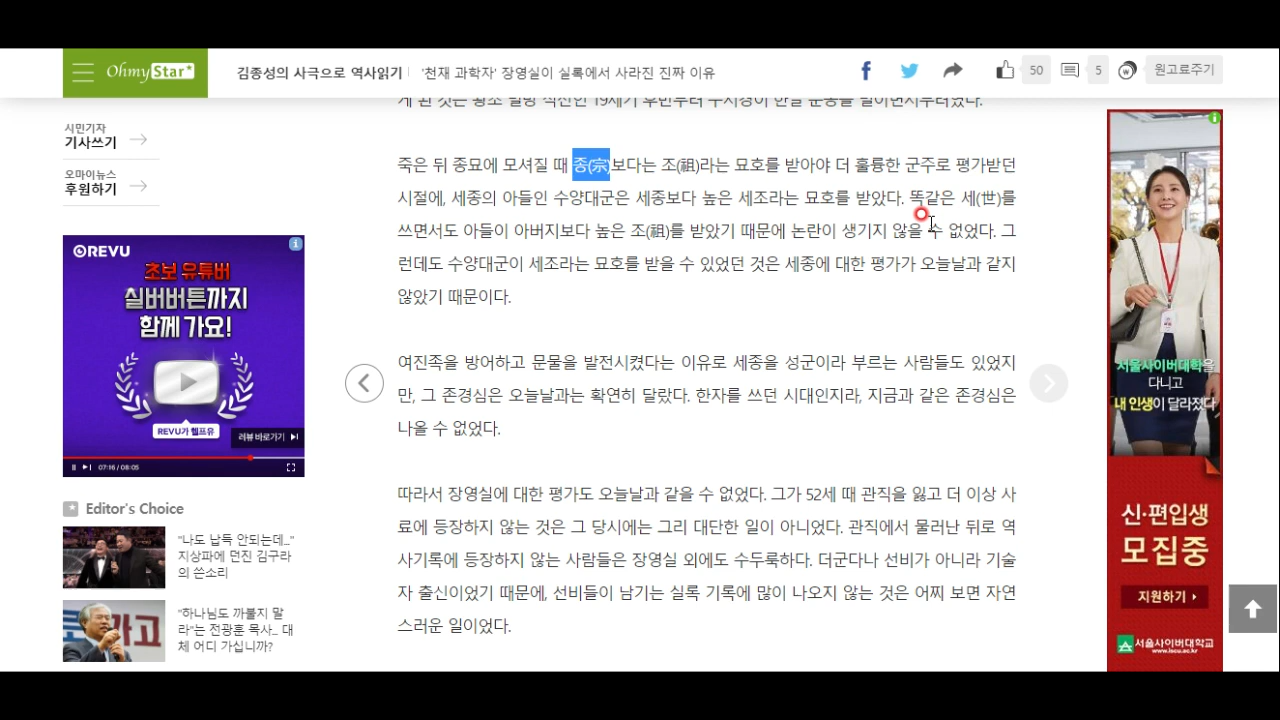 OhmyStar
김종성의 사극으로 역사읽기
'천재 과학자' 장영실이 실록에서 사라진 진짜 이유
50
5
원고료주기
시민기자
기사쓰기
오마이뉴스
후원하기
죽은 뒤 종묘에 모셔질 때 종(宗)보다는 조(祖)라는 묘호를 받아야 더 훌륭한 군주로 평가받던
시절에, 세종의 아들인 수양대군은 세종보다 높은 세조라는 묘호를 받았다. 똑같은 세(世)를
쓰면서도 아들이 아버지보다 높은 조(祖)를 받았기 때문에 논란이 생기지 않을 수 없었다. 그
런데도 수양대군이 세조라는 묘호를 받을 수 있었던 것은 세종에 대한 평가가 오늘날과 같지
않았기 때문이다.
여진족을 방어하고 문물을 발전시켰다는 이유로 세종을 성군이라 부르는 사람들도 있었지
만, 그 존경심은 오늘날과는 확연히 달랐다. 한자를 쓰던 시대인지라, 지금과 같은 존경심은
나올 수 없었다.
따라서 장영실에 대한 평가도 오늘날과 같을 수 없었다. 그가 52세 때 관직을 잃고 더 이상 사
료에 등장하지 않는 것은 그 당시에는 그리 대단한 일이 아니었다. 관직에서 물러난 뒤로 역
사기록에 등장하지 않는 사람들은 장영실 외에도 수두룩하다. 더군다나 선비가 아니라 기술
자 출신이었기 때문에, 선비들이 남기는 실록 기록에 많이 나오지 않는 것은 어찌 보면 자연
스러운 일이었다.
REVU
초보 유튜버
실버버튼까지
함께 가요!
REVU가 헬프유
러뷰 바로가기
07:16 / 08:05
Editor's Choice
"나도 납득 안되는데..."
지상파에 던진 김구라
의 쓴소리
"하나님도 까불지 말
라"는 전광훈 목사... 대
체 어디 가십니까?
서울사이버대학을
다니고
내 인생이 달라졌다
신·편입생
모집중
지원하기
서울사이버대학교
www.iscu.ac.kr